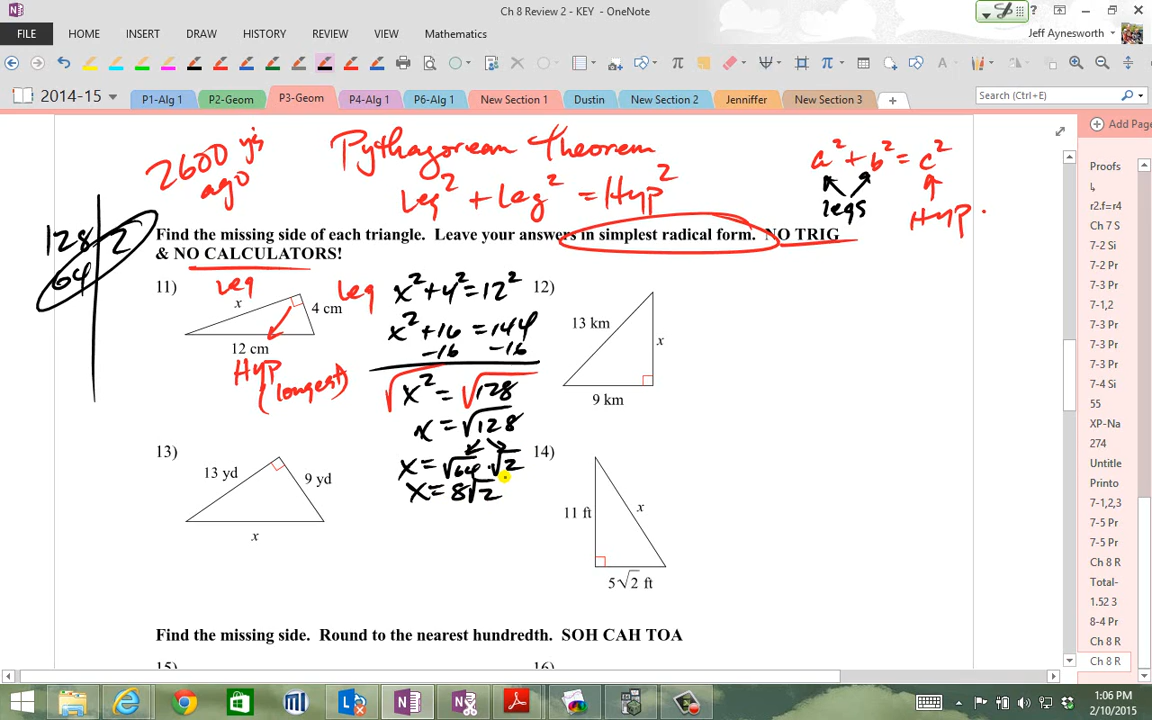 Ch 8 Review 2 - KEY - OneNote
FILE HOME INSERT DRAW HISTORY REVIEW VIEW Mathematics
Jeff Aynesworth
2014-15 P1-Alg 1 P2-Geom P3-Geom P4-Alg 1 P6-Alg 1 New Section 1 Dustin New Section 2 Jenniffer New Section 3
Search (Ctrl+E)
Add Page
2600 yrs
ago
Pythagorean Theorem
Leg² + Leg² = Hyp²
a² + b² = c²
legs
Hyp.
128 2
64
Find the missing side of each triangle. Leave your answers in simplest radical form. NO TRIG
& NO CALCULATORS!
11)
Leg
Leg
x
4 cm
12 cm
Hyp
(longest)
x²+4²=12²
x²+16=144
-16 -16
√x² = √128
x = √128
x = √64·√2
x = 8√2
12)
13 km
x
9 km
13)
13 yd
9 yd
x
14)
11 ft
x
5√2 ft
Find the missing side. Round to the nearest hundredth. SOH CAH TOA
15)
16)
Proofs
r2.f=r4
Ch 7 S
7-2 Si
7-2 Pr
7-1,2
7-3 Pr
7-3 Pr
7-3 Pr
7-4 Si
55
XP-Na
274
Untitle
Printo
7-1,2,3
7-5 Pr
7-5 Pr
Ch 8 R
Total-
1.52 3
8-4 Pr
Ch 8 R
Ch 8 R
1:06 PM
2/10/2015